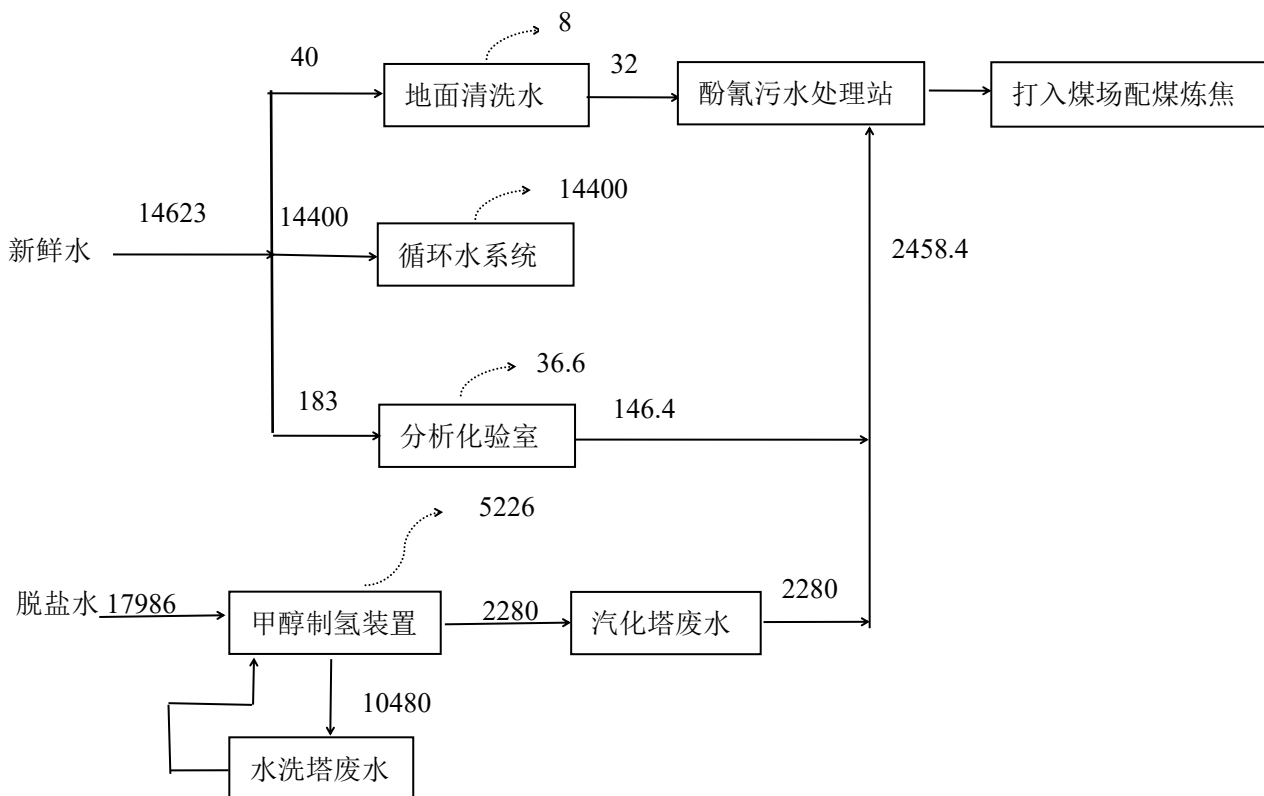 8
40
32
地面清洗水
酚氰污水处理站
打入煤场配煤炼焦
14400
14623
14400
新鲜水
循环水系统
2458.4
36.6
183
146.4
分析化验室
5226
脱盐水 17986
2280
2280
甲醇制氢装置
汽化塔废水
10480
水洗塔废水